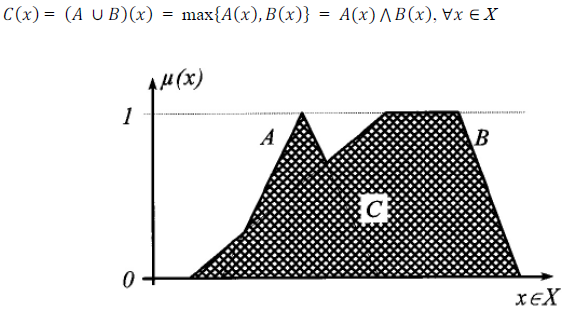 C(x) = (A ∪ B)(x) = max{A(x), B(x)} = A(x) ⋀ B(x), ∀x ∈ X
μ(x)
1
A
B
C
0
x∈X